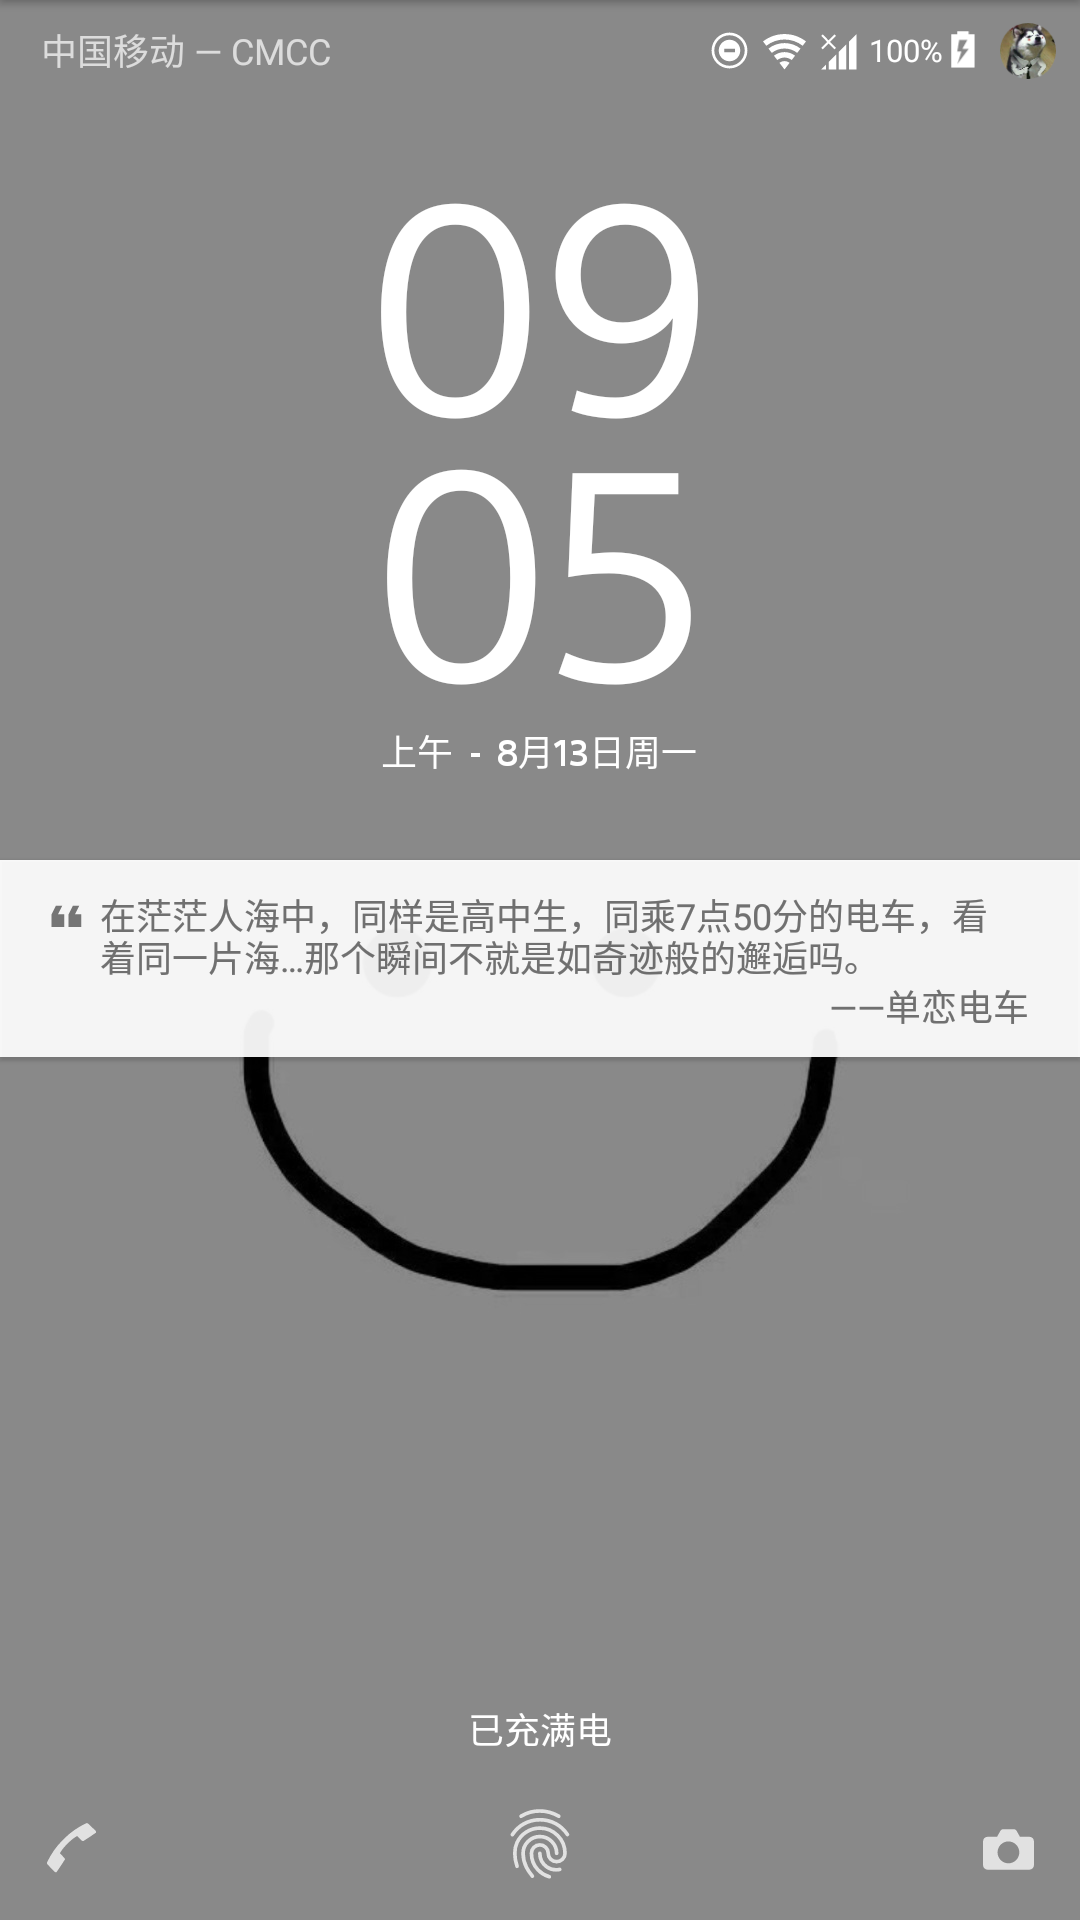 中国移动 — CMCC
100%
09
05
上午 - 8月13日周一
❝ 在茫茫人海中，同样是高中生，同乘7点50分的电车，看
着同一片海...那个瞬间不就是如奇迹般的邂逅吗。
——单恋电车
已充满电